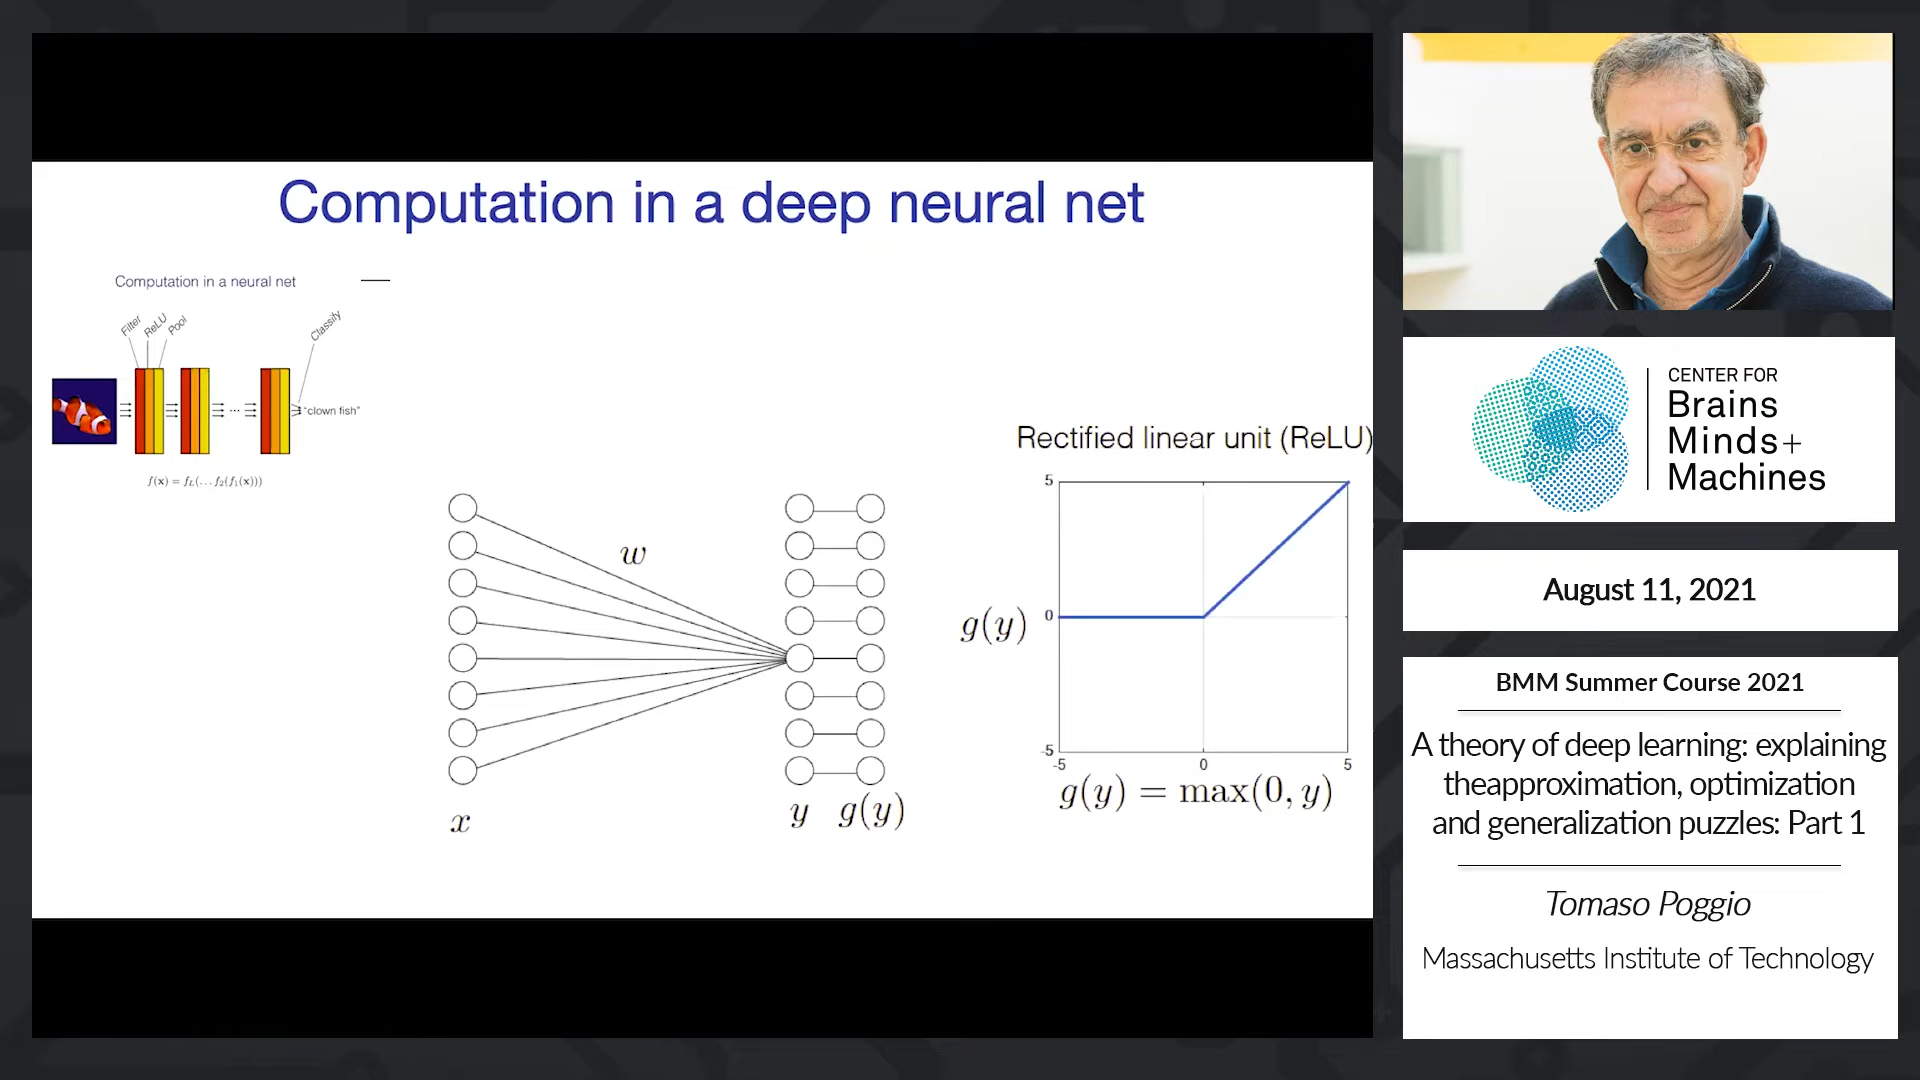 Computation in a deep neural net
Computation in a neural net
Filter
ReLU
Pool
Classify
...
"clown fish"
f(x) = f_L(...f_2(f_1(x)))
w
x
y
g(y)
Rectified linear unit (ReLU)
5
g(y)
0
-5
-5
0
5
g(y) = max(0, y)
CENTER FOR
Brains
Minds+
Machines
August 11, 2021
BMM Summer Course 2021
A theory of deep learning: explaining
theapproximation, optimization
and generalization puzzles: Part 1
Tomaso Poggio
Massachusetts Institute of Technology